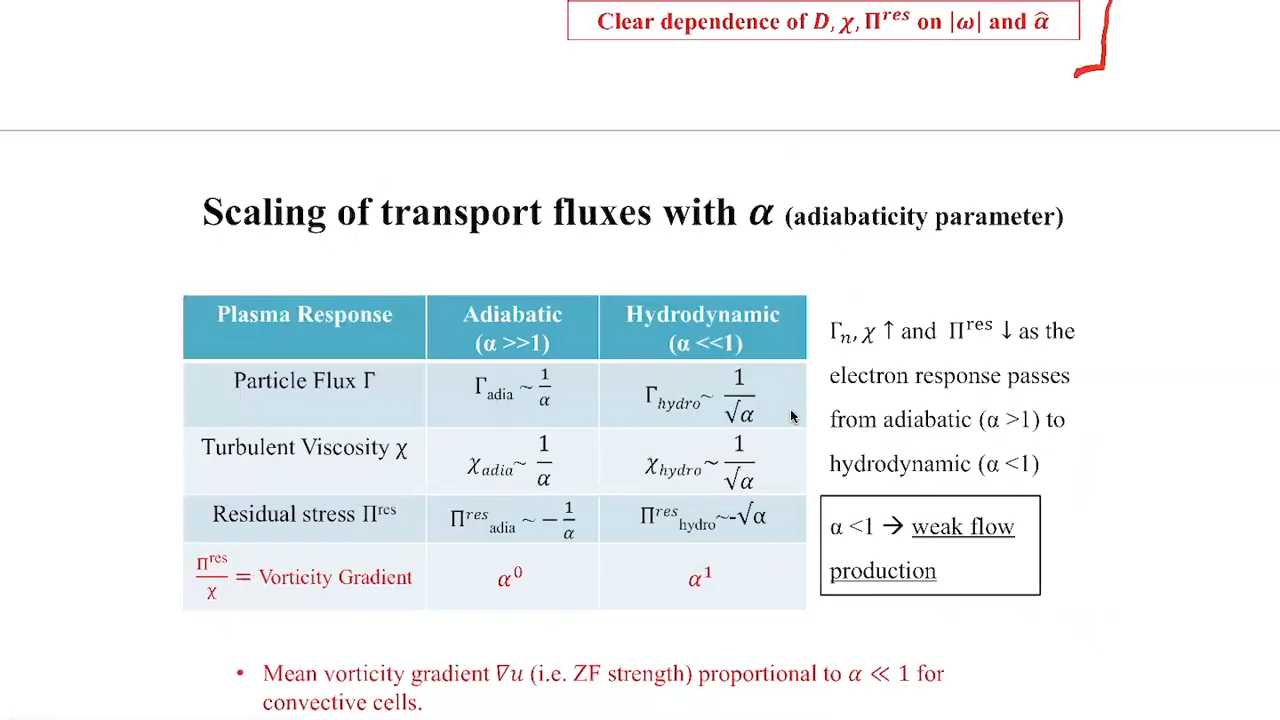 Clear dependence of D, χ, Π^res on |ω| and α̂
Scaling of transport fluxes with α (adiabaticity parameter)
Plasma Response
Adiabatic
(α >>1)
Hydrodynamic
(α <<1)
Particle Flux Γ
Γ_adia ~ 1/α
Γ_hydro~ 1/√α
Turbulent Viscosity χ
χ_adia~ 1/α
χ_hydro~ 1/√α
Residual stress Π^res
Π^res_adia ~ −1/α
Π^res_hydro~-√α
Π^res/χ = Vorticity Gradient
α^0
α^1
Γ_n, χ ↑ and Π^res ↓ as the
electron response passes
from adiabatic (α >1) to
hydrodynamic (α <1)
α <1 → weak flow
production
• Mean vorticity gradient ∇u (i.e. ZF strength) proportional to α ≪ 1 for
convective cells.